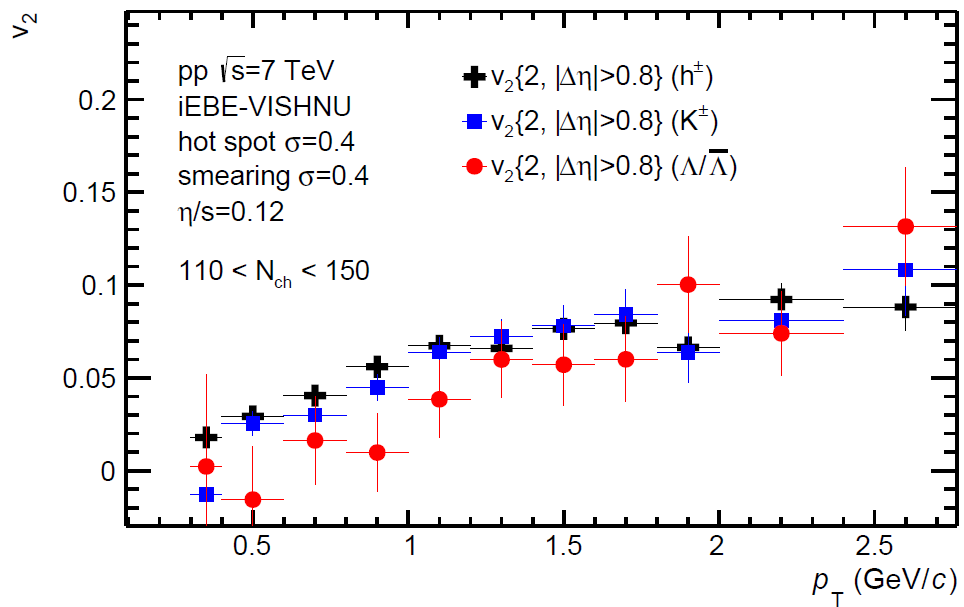 v₂
pp √s=7 TeV
iEBE-VISHNU
hot spot σ=0.4
smearing σ=0.4
η/s=0.12
110 < N_ch < 150
v₂{2, |Δη|>0.8} (h±)
v₂{2, |Δη|>0.8} (K±)
v₂{2, |Δη|>0.8} (Λ/Λ̅)
0.2
0.15
0.1
0.05
0
0.5 1 1.5 2 2.5
p_T (GeV/c)